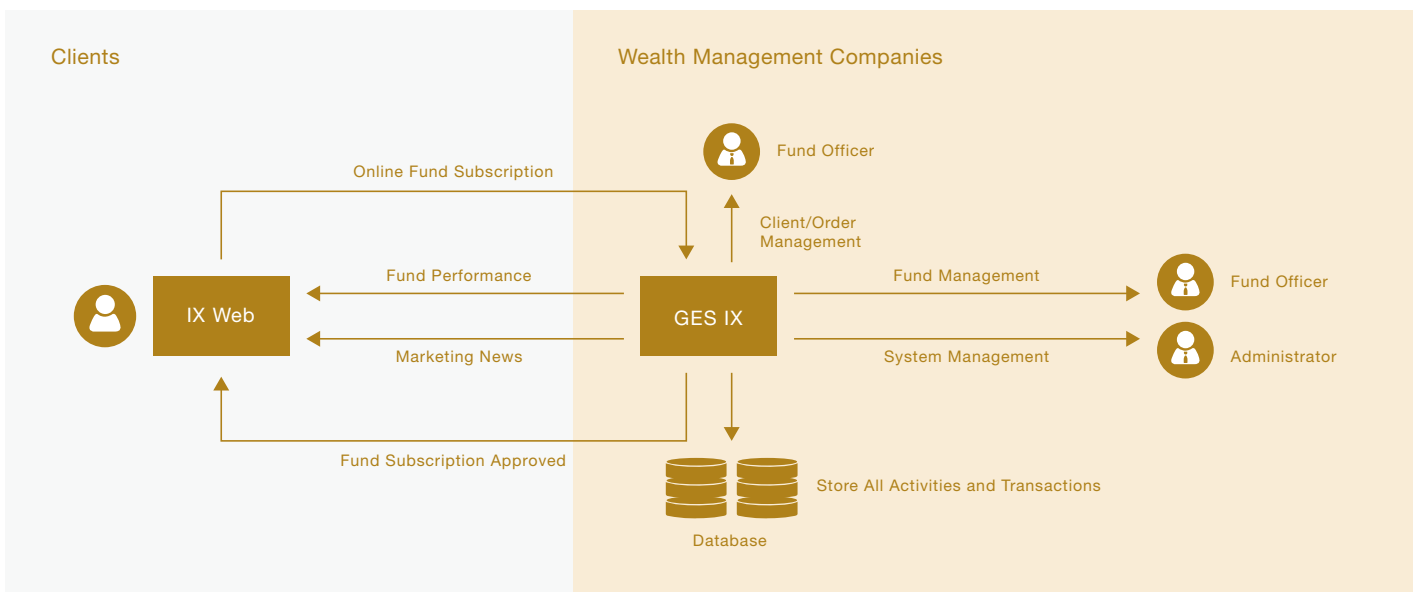 Clients
Wealth Management Companies
Fund Officer
Online Fund Subscription
Client/Order
Management
Fund Performance
Fund Management
Fund Officer
IX Web
GES IX
Marketing News
System Management
Administrator
Fund Subscription Approved
Store All Activities and Transactions
Database